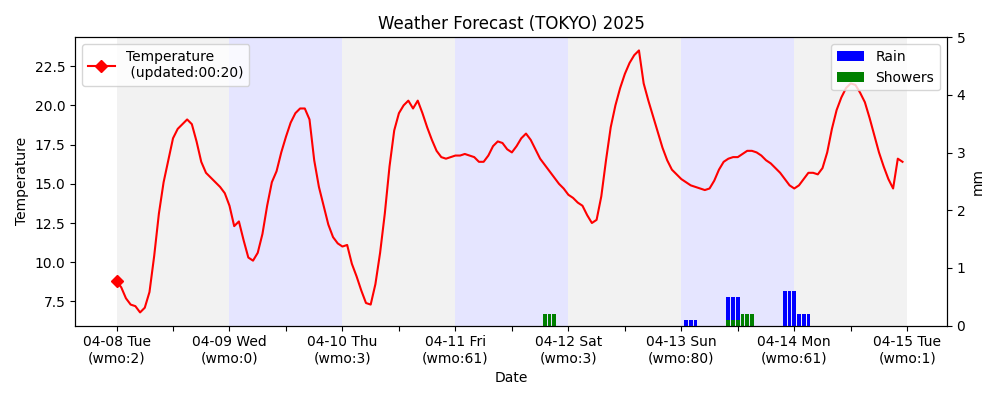 Weather Forecast (TOKYO) 2025
Temperature
(updated:00:20)
Rain
Showers
22.5
20.0
17.5
15.0
12.5
10.0
7.5
Temperature
5
4
3
2
1
0
mm
04-08 Tue
(wmo:2)
04-09 Wed
(wmo:0)
04-10 Thu
(wmo:3)
04-11 Fri
(wmo:61)
04-12 Sat
(wmo:3)
04-13 Sun
(wmo:80)
04-14 Mon
(wmo:61)
04-15 Tue
(wmo:1)
Date